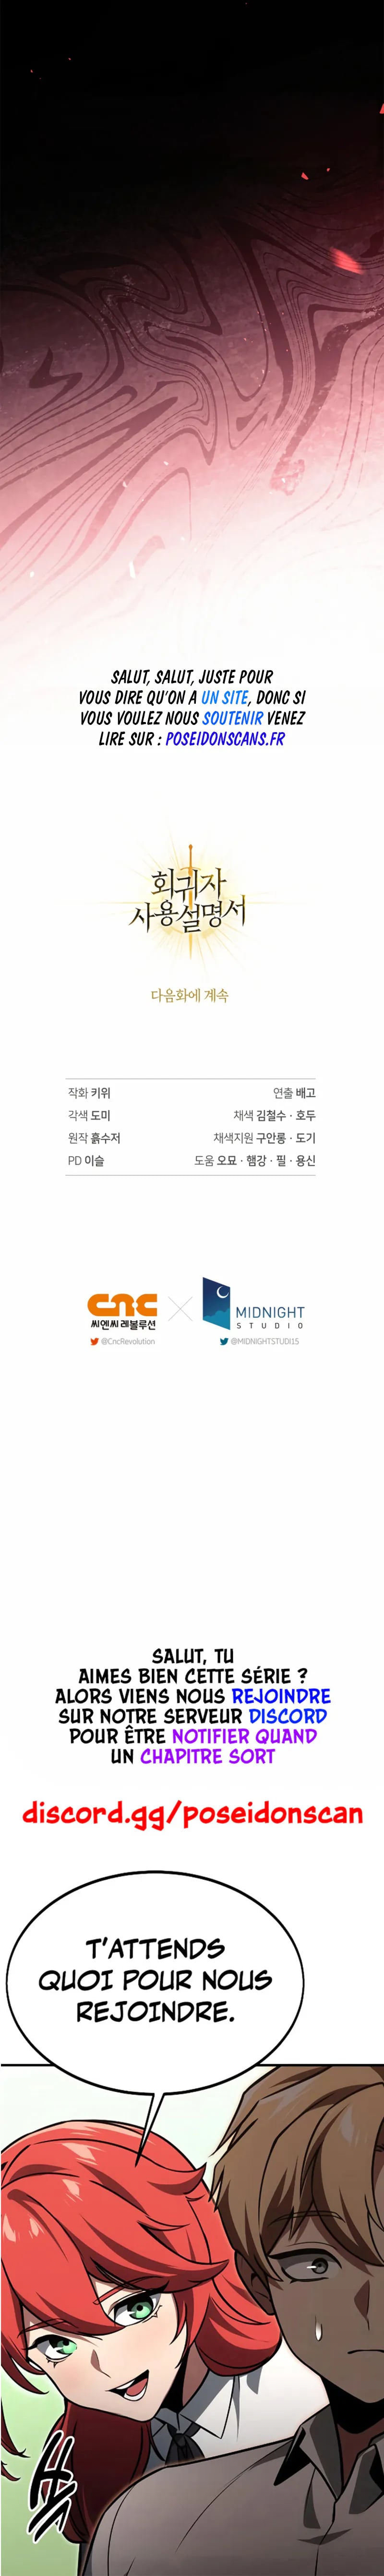 SALUT, SALUT, JUSTE POUR
VOUS DIRE QU'ON A UN SITE, DONC SI
VOUS VOULEZ NOUS SOUTENIR VENEZ
LIRE SUR : POSEIDONSCANS.FR
회귀자
사용설명서
다음화에 계속
작화 키위 연출 배고
각색 도미 채색 김철수 · 호두
원작 흙수저 채색지원 구안롱 · 도기
PD 이슬 도움 오묘 · 햄강 · 필 · 용신
CNC
씨엔씨 레볼루션
@CncRevolution
MIDNIGHT
STUDIO
@MIDNIGHTSTUDI15
SALUT, TU
AIMES BIEN CETTE SÉRIE ?
ALORS VIENS NOUS REJOINDRE
SUR NOTRE SERVEUR DISCORD
POUR ÊTRE NOTIFIER QUAND
UN CHAPITRE SORT
discord.gg/poseidonscan
T'ATTENDS
QUOI POUR NOUS
REJOINDRE.